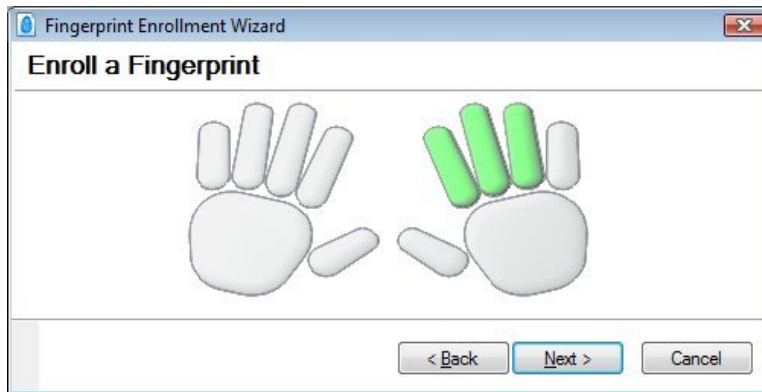 Fingerprint Enrollment Wizard
Enroll a Fingerprint
< Back Next > Cancel